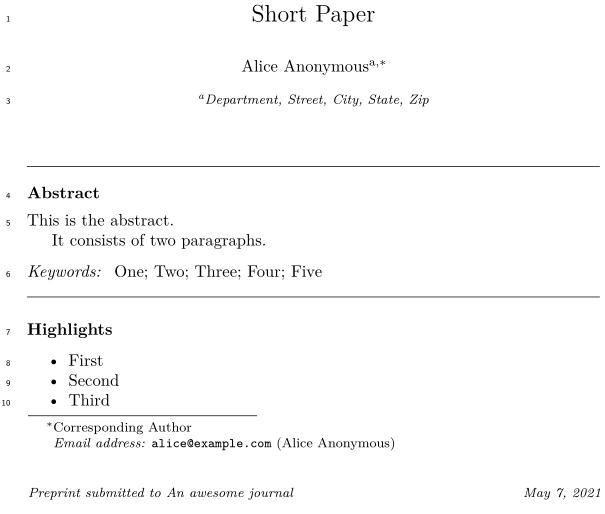 1 Short Paper
2 Alice Anonymousa,*
3 aDepartment, Street, City, State, Zip
4 Abstract
5 This is the abstract.
It consists of two paragraphs.
6 Keywords: One; Two; Three; Four; Five
7 Highlights
8 • First
9 • Second
10 • Third
*Corresponding Author
Email address: alice@example.com (Alice Anonymous)
Preprint submitted to An awesome journal May 7, 2021